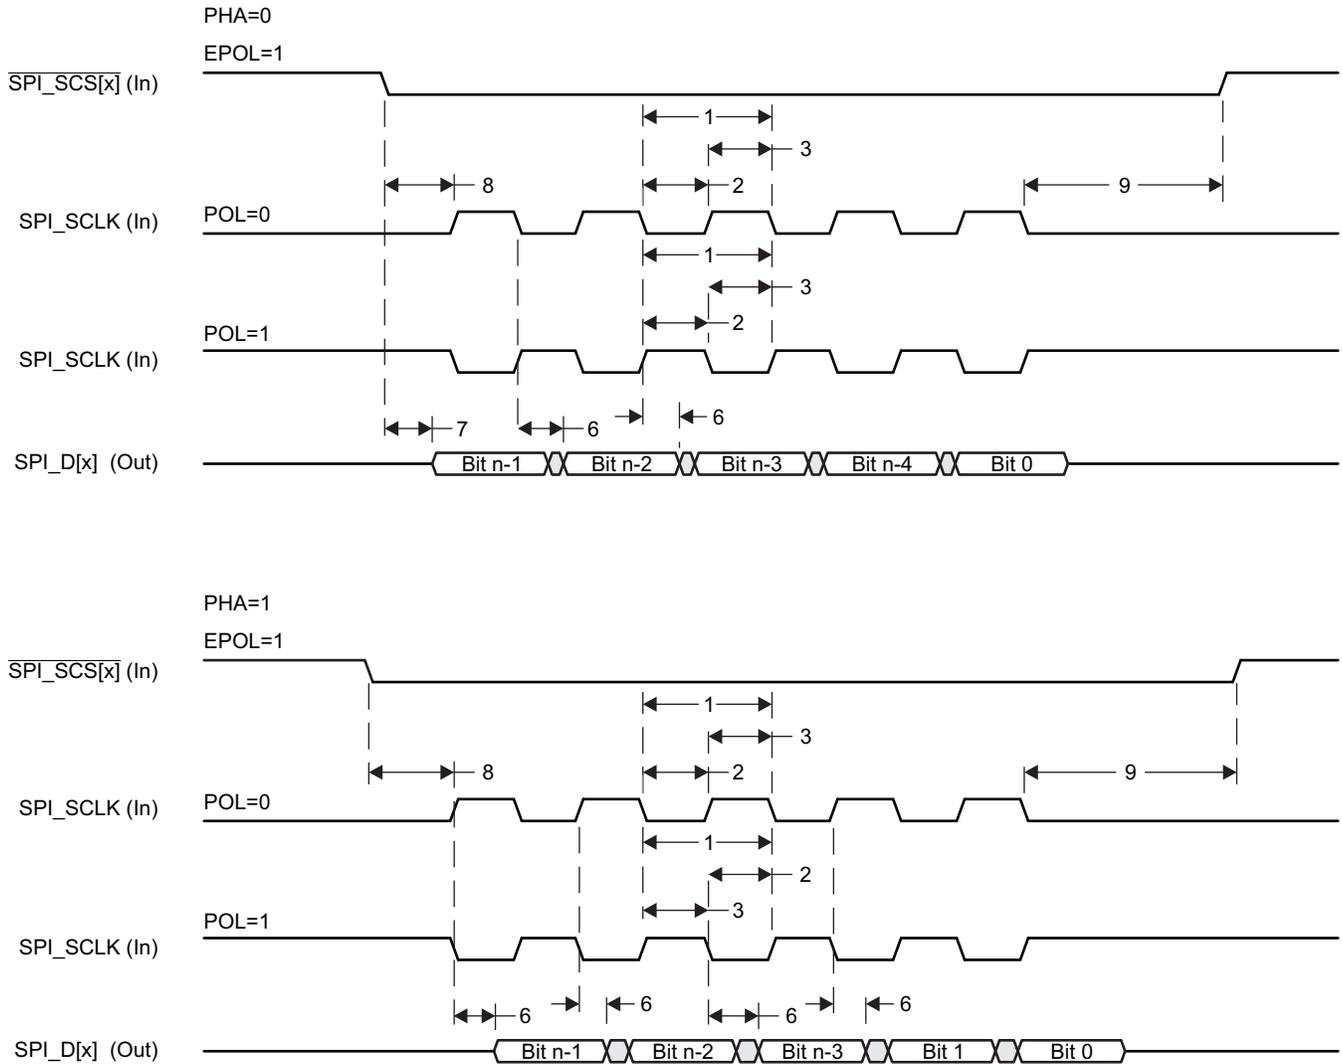 PHA=0
EPOL=1
SPI_SCS[x] (In)
1
3
8
2
9
SPI_SCLK (In)
POL=0
1
3
2
POL=1
SPI_SCLK (In)
6
7
6
SPI_D[x] (Out)
Bit n-1
Bit n-2
Bit n-3
Bit n-4
Bit 0
PHA=1
EPOL=1
SPI_SCS[x] (In)
1
3
8
2
9
SPI_SCLK (In)
POL=0
1
2
3
POL=1
SPI_SCLK (In)
6
6
6
6
SPI_D[x] (Out)
Bit n-1
Bit n-2
Bit n-3
Bit 1
Bit 0